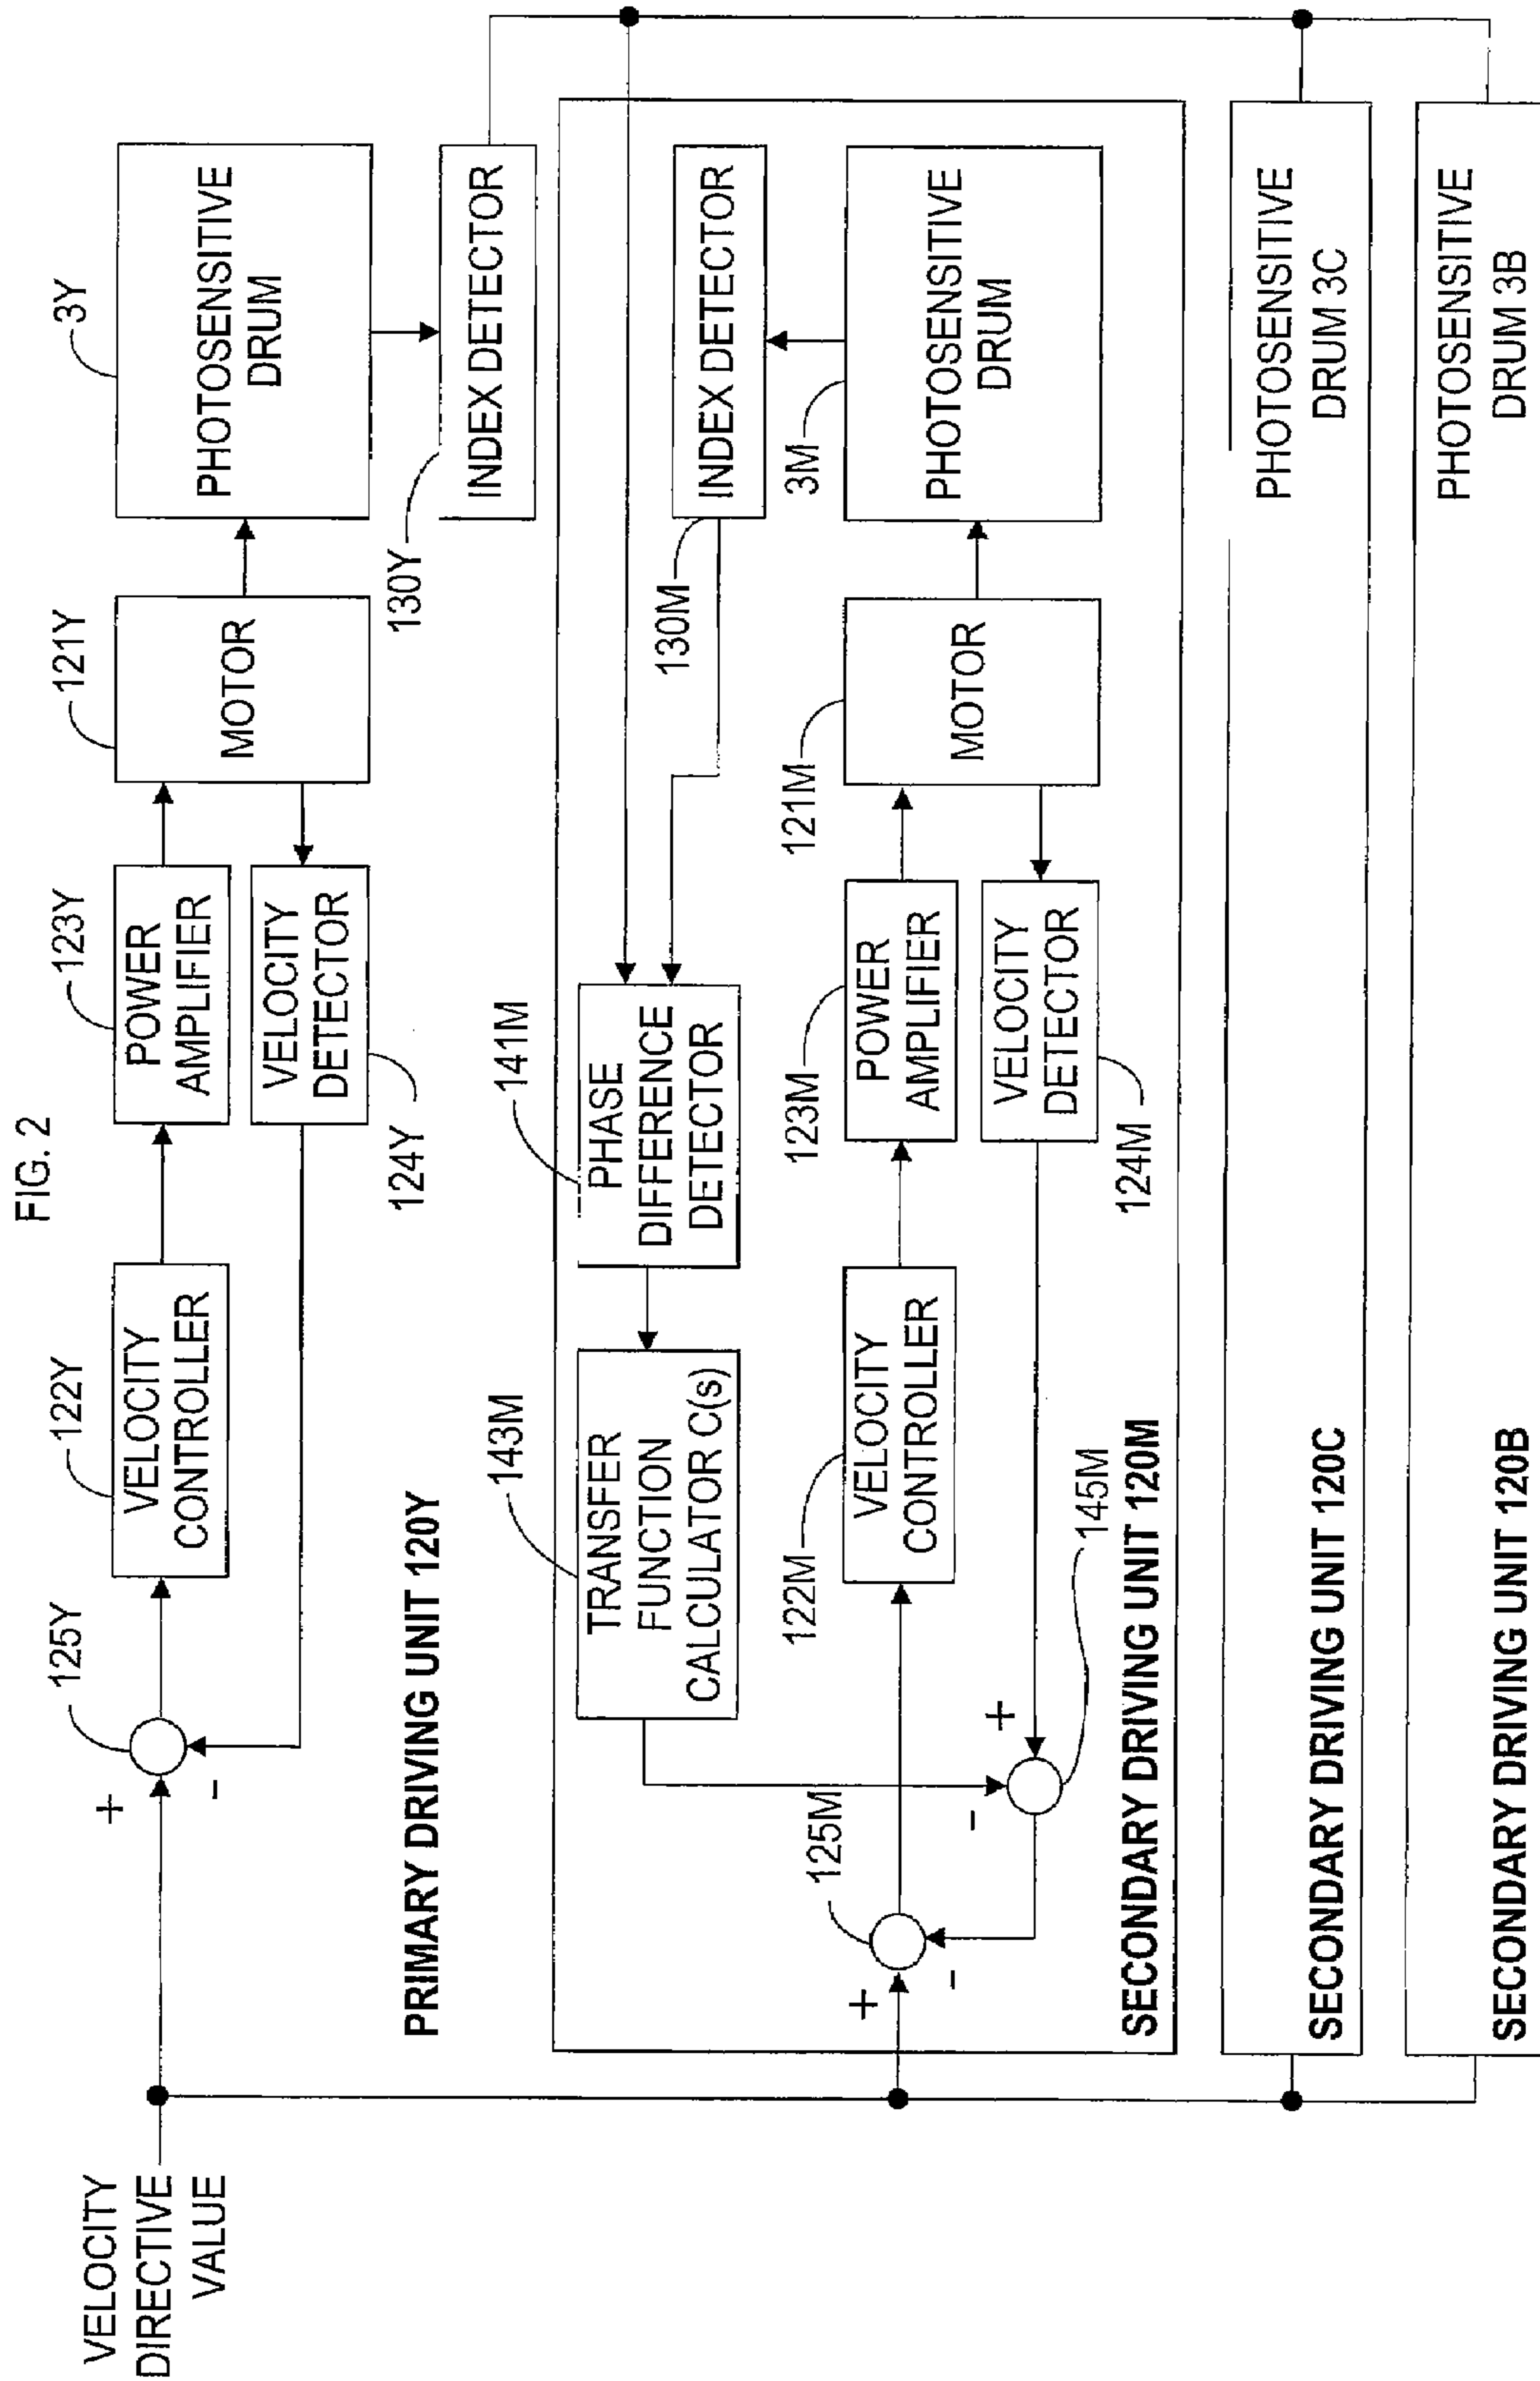 FIG. 2
VELOCITY
DIRECTIVE
VALUE
+
-
125Y
122Y
VELOCITY
CONTROLLER
123Y
POWER
AMPLIFIER
VELOCITY
DETECTOR
124Y
121Y
MOTOR
3Y
PHOTOSENSITIVE
DRUM
130Y
INDEX DETECTOR
PRIMARY DRIVING UNIT 120Y
143M
TRANSFER
FUNCTION
CALCULATOR C(s)
141M
PHASE
DIFFERENCE
DETECTOR
130M
INDEX DETECTOR
+
-
125M
-
+
145M
122M
VELOCITY
CONTROLLER
123M
POWER
AMPLIFIER
VELOCITY
DETECTOR
124M
121M
MOTOR
3M
PHOTOSENSITIVE
DRUM
SECONDARY DRIVING UNIT 120M
PHOTOSENSITIVE
DRUM 3C
SECONDARY DRIVING UNIT 120C
PHOTOSENSITIVE
DRUM 3B
SECONDARY DRIVING UNIT 120B